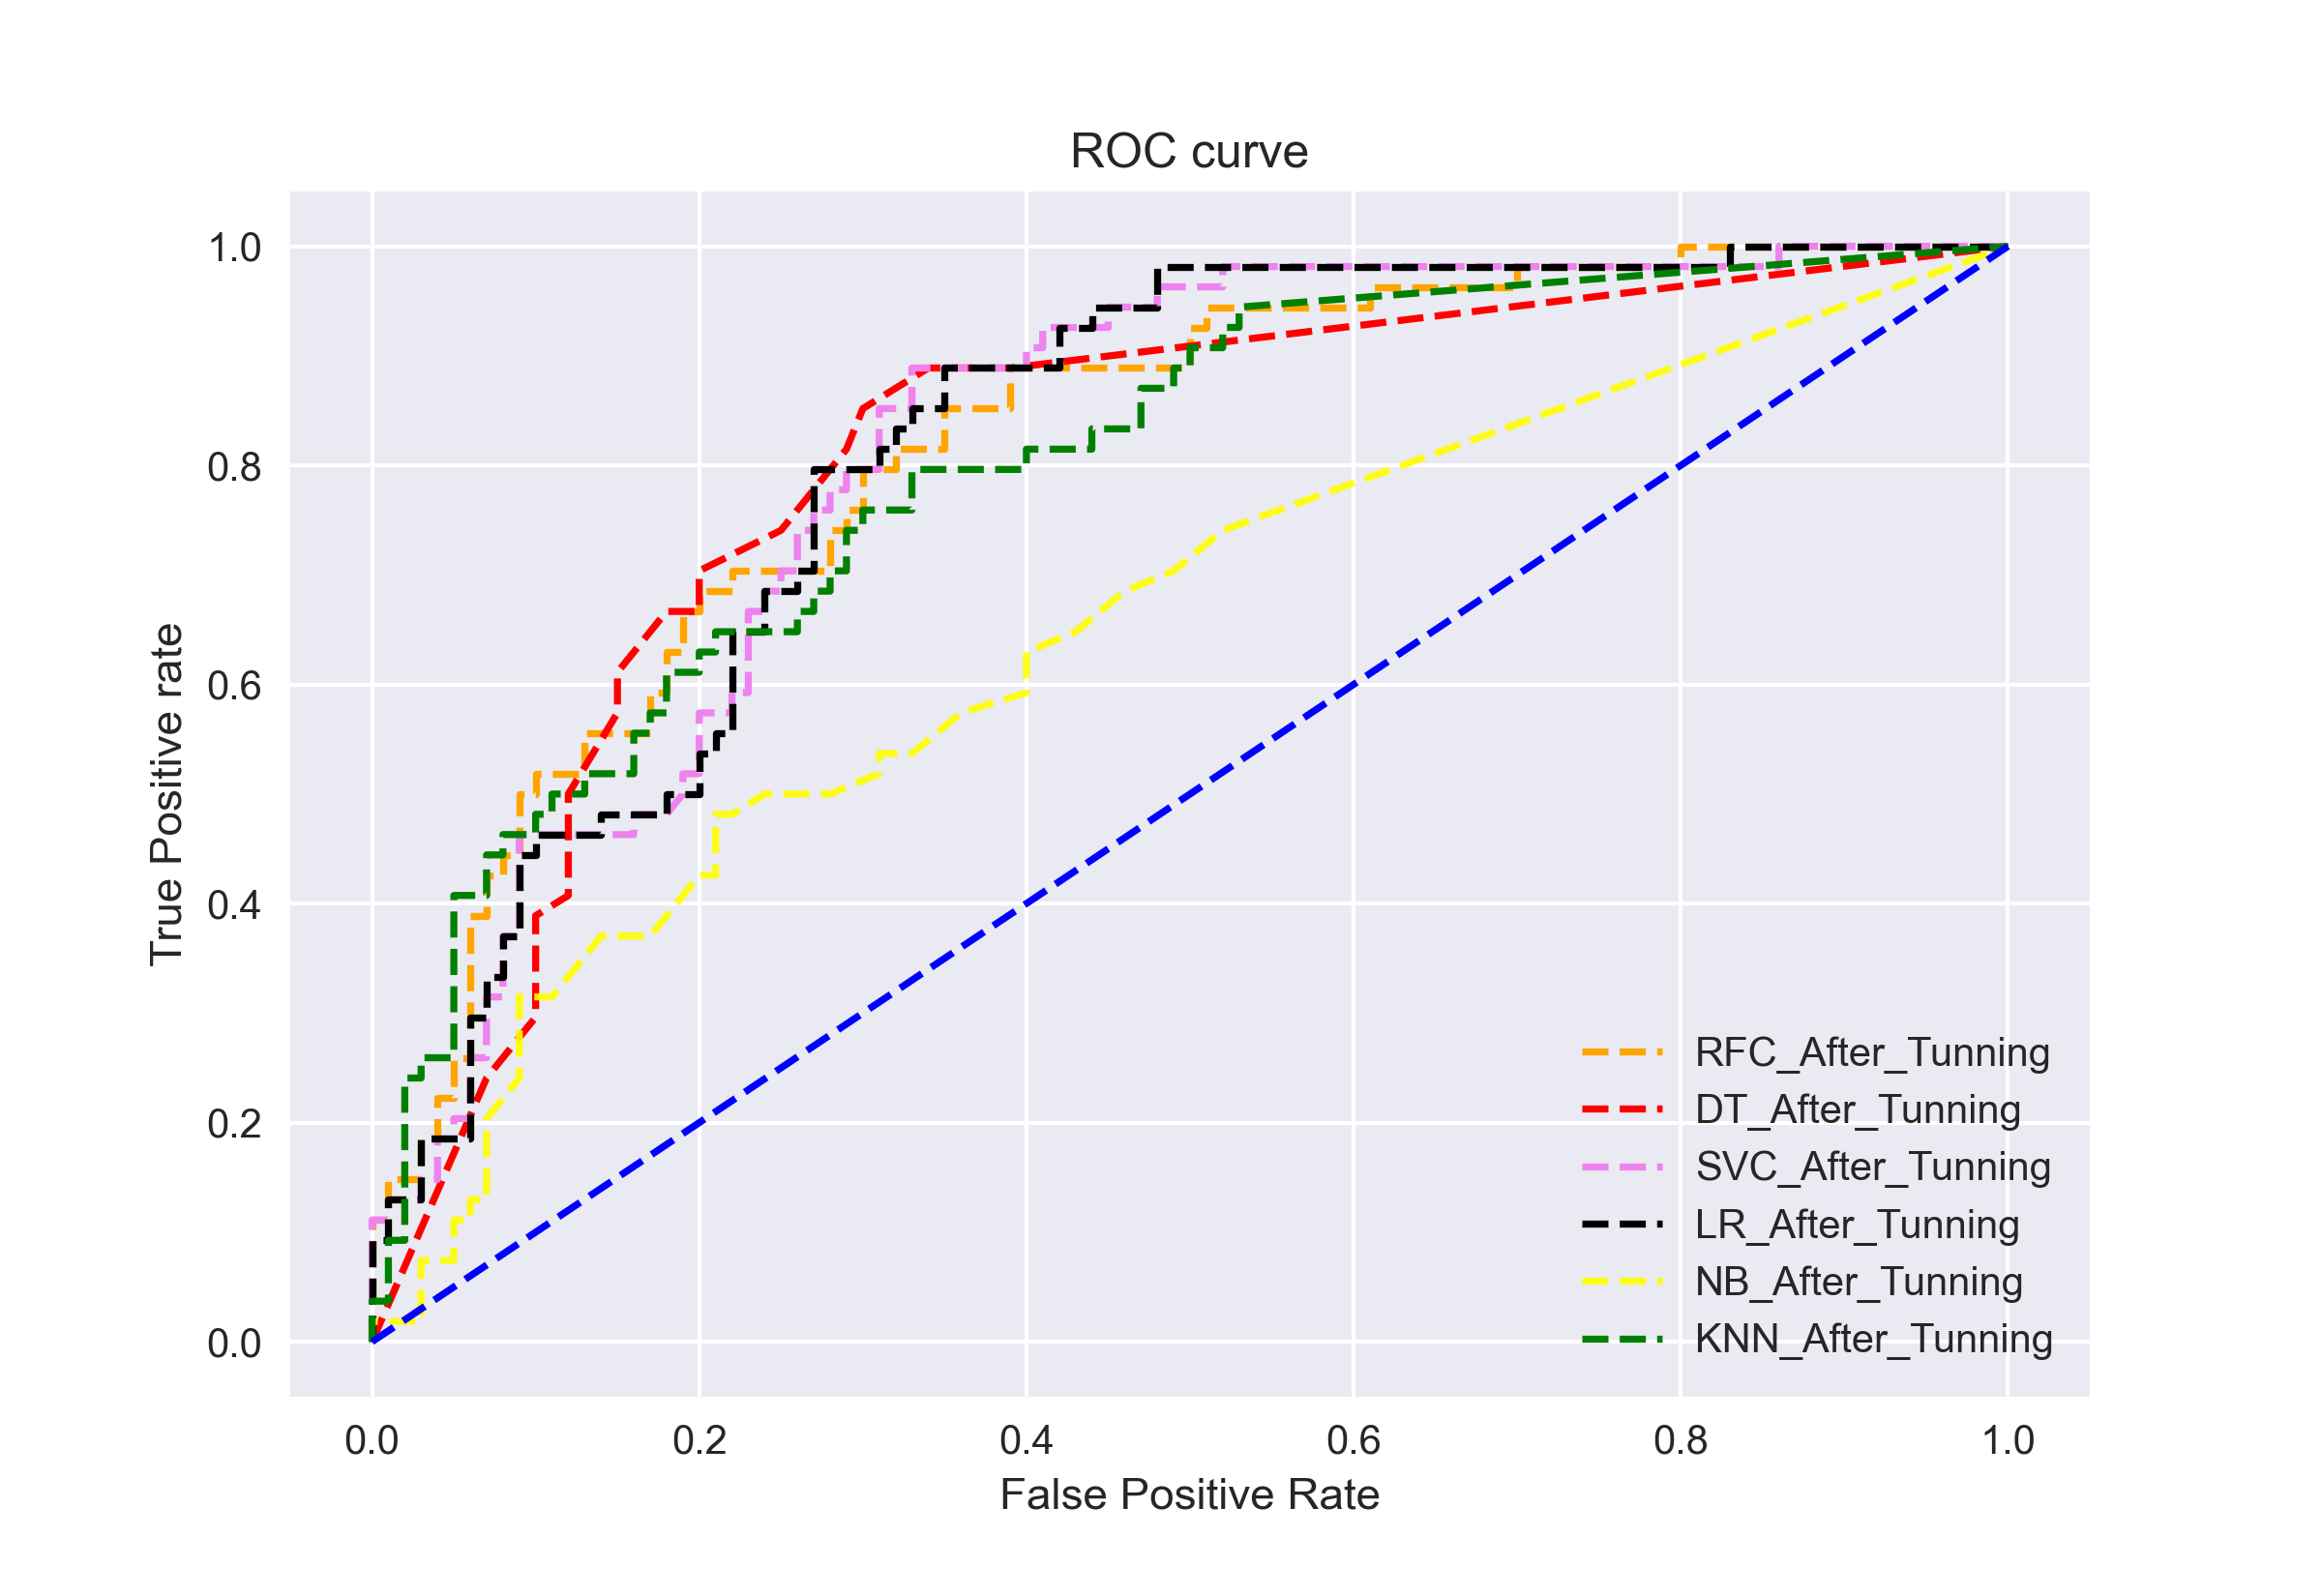 ROC curve
True Positive rate
1.0
0.8
0.6
0.4
0.2
0.0
RFC_After_Tunning
DT_After_Tunning
SVC_After_Tunning
LR_After_Tunning
NB_After_Tunning
KNN_After_Tunning
0.0 0.2 0.4 0.6 0.8 1.0
False Positive Rate